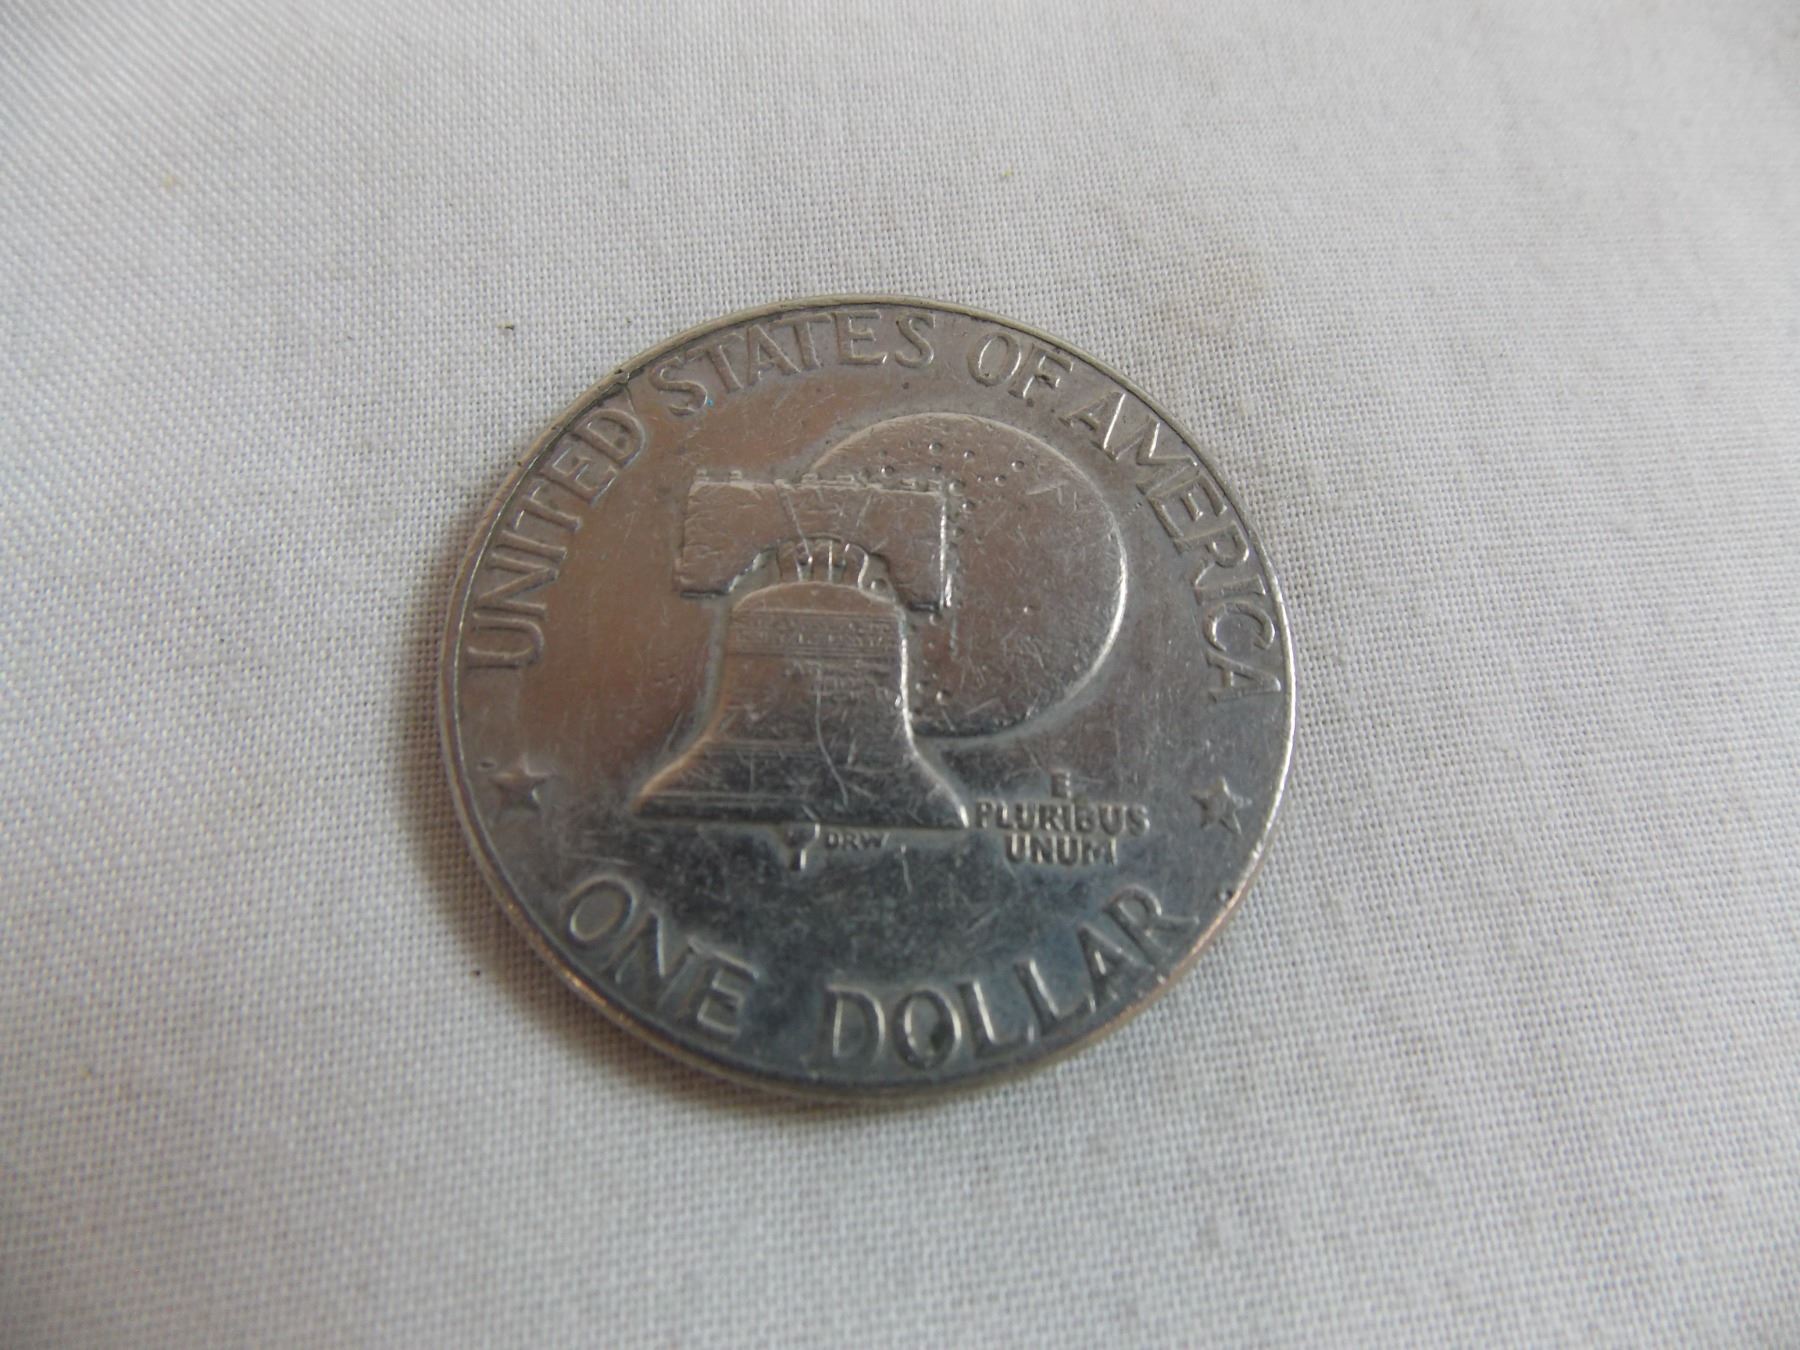 UNITED STATES OF AMERICA
E
PLURIBUS
UNUM
DRW
ONE DOLLAR